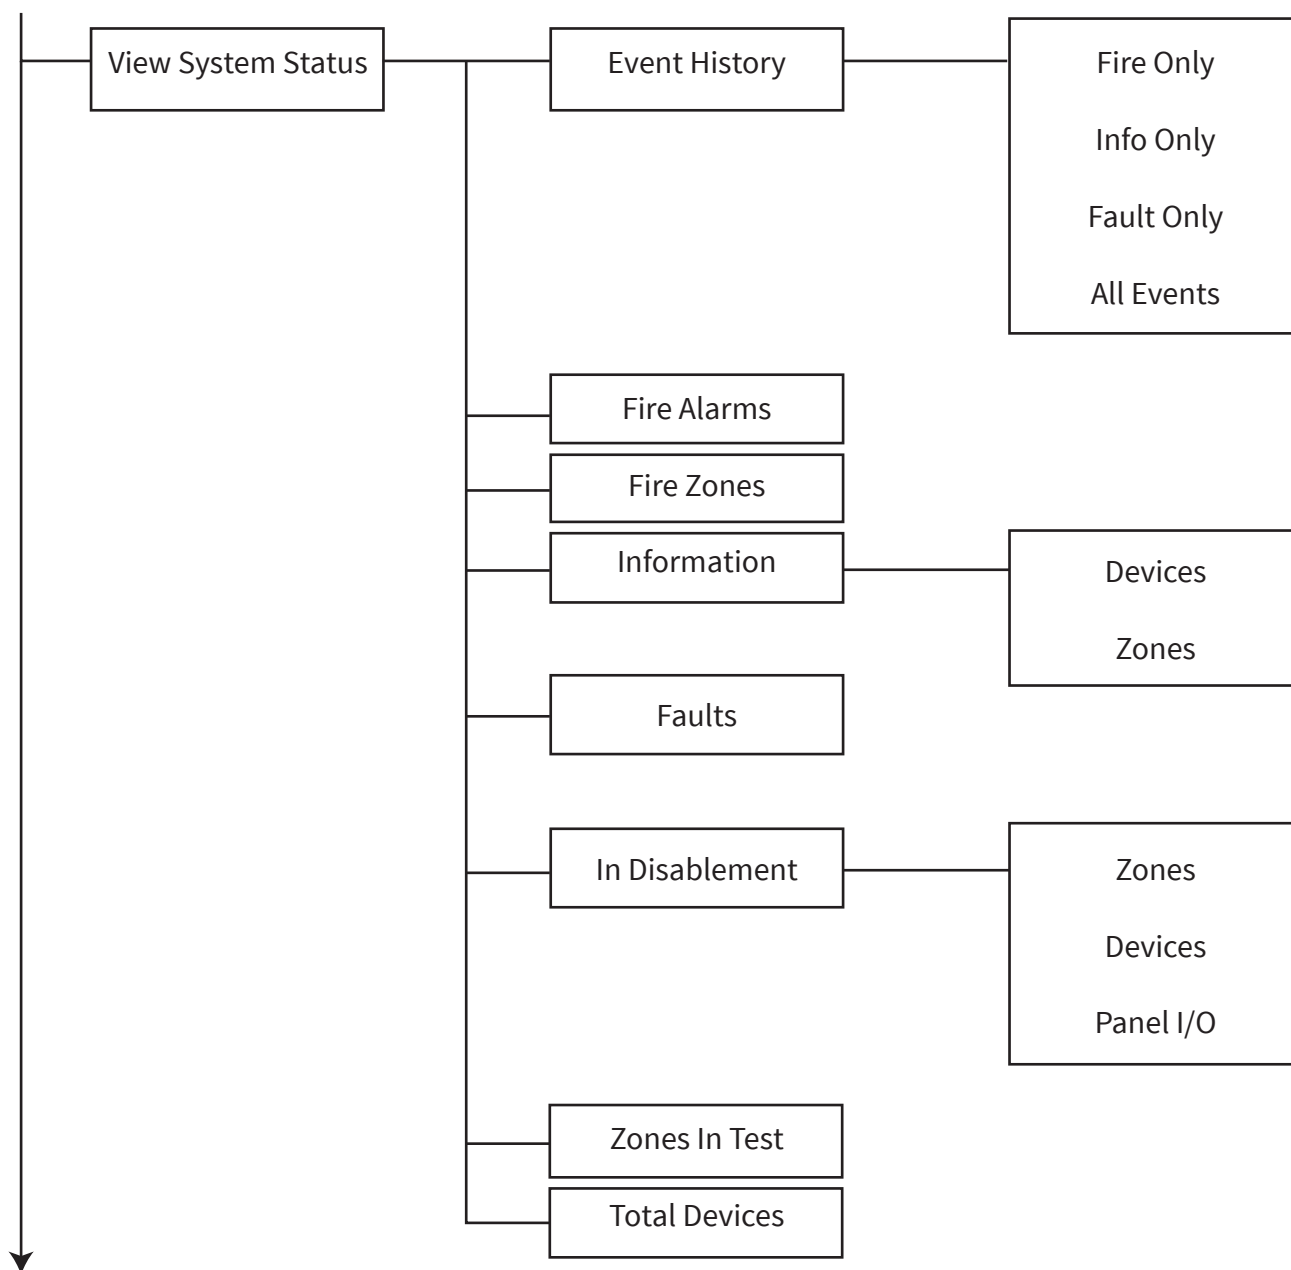 View System Status
Event History
Fire Only
Info Only
Fault Only
All Events
Fire Alarms
Fire Zones
Information
Devices
Zones
Faults
In Disablement
Zones
Devices
Panel I/O
Zones In Test
Total Devices